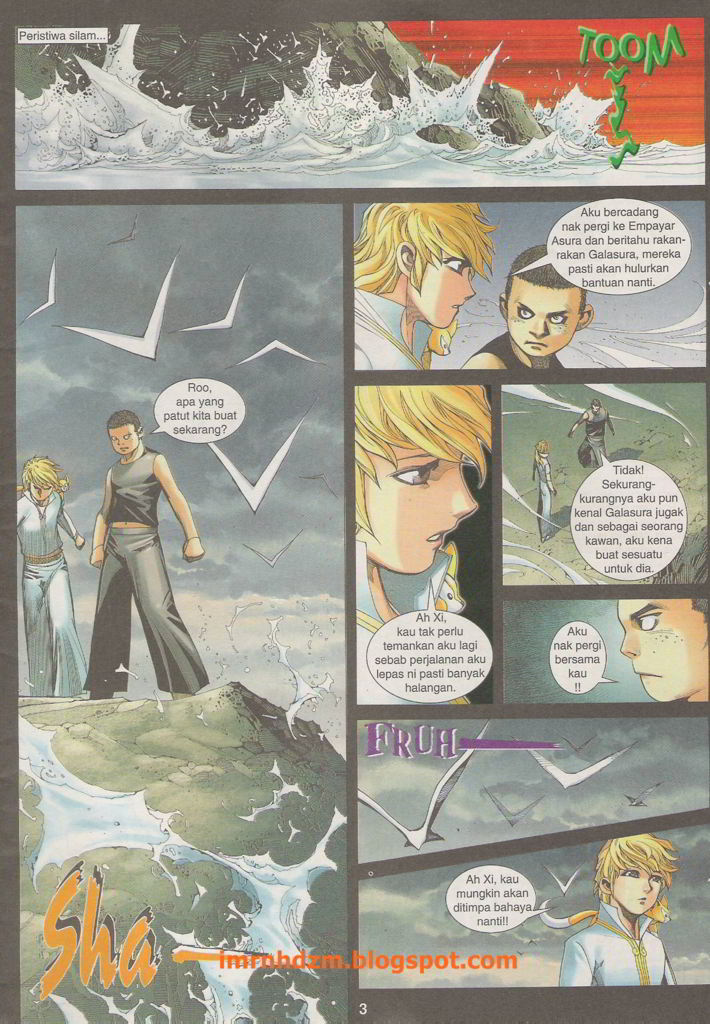 Peristiwa silam...
TOOM
Aku bercadang
nak pergi ke Empayar
Asura dan beritahu rakan-
rakan Galasura, mereka
pasti akan hulurkan
bantuan nanti.
Roo,
apa yang
patut kita buat
sekarang?
Tidak!
Sekurang-
kurangnya aku pun
kenal Galasura jugak
dan sebagai seorang
kawan, aku kena
buat sesuatu
untuk dia.
Ah Xi,
kau tak perlu
temankan aku lagi
sebab perjalanan aku
lepas ni pasti banyak
halangan.
Aku
nak pergi
bersama
kau
!!
FRUH
Ah Xi, kau
mungkin akan
ditimpa bahaya
nanti!!
Sha
imrnhdzm.blogspot.com
3